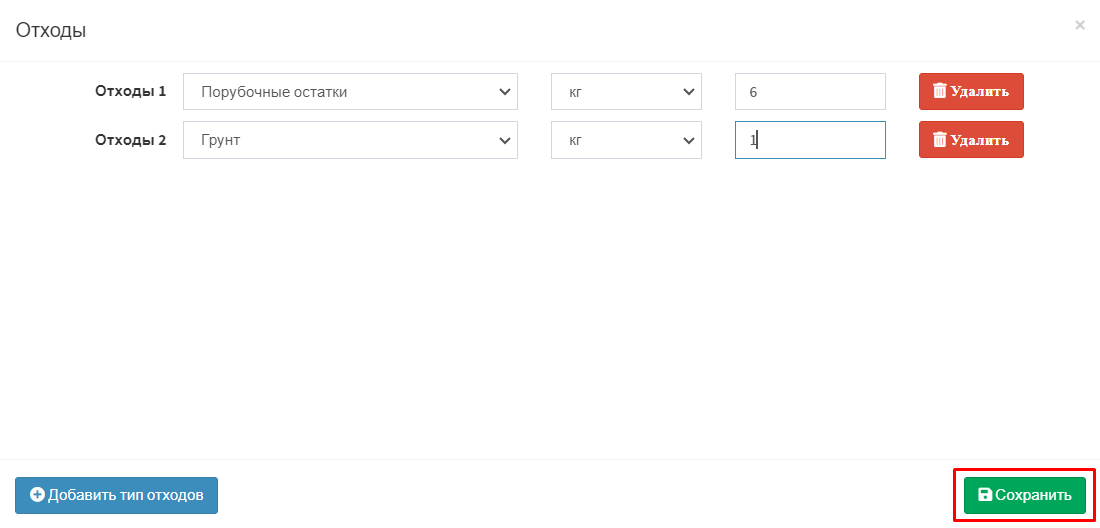 Отходы ×
Отходы 1 Порубочные остатки кг 6 Удалить
Отходы 2 Грунт кг 1 Удалить
Добавить тип отходов Сохранить